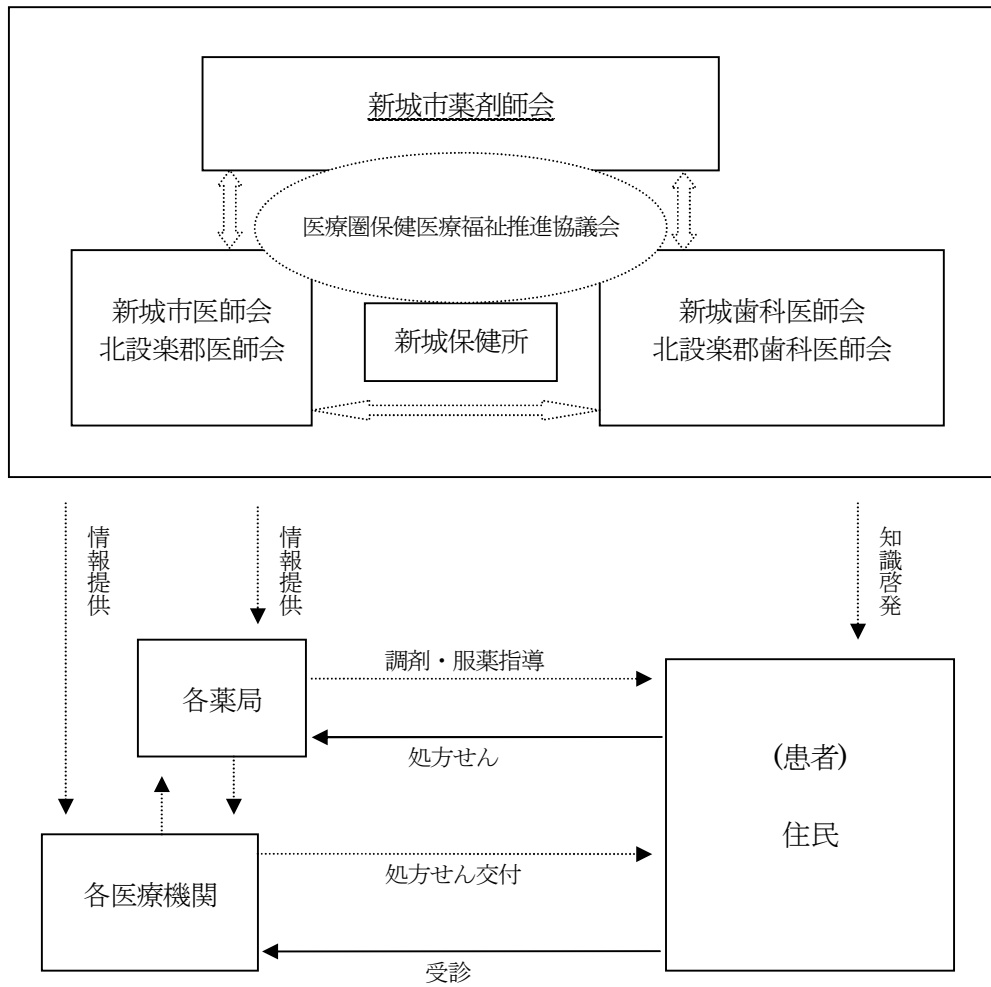 新城市薬剤師会
医療圏保健医療福祉推進協議会
新城市医師会
北設楽郡医師会
新城保健所
新城歯科医師会
北設楽郡歯科医師会
情報提供
情報提供
知識啓発
各薬局
調剤・服薬指導
処方せん
(患者)
住民
各医療機関
処方せん交付
受診